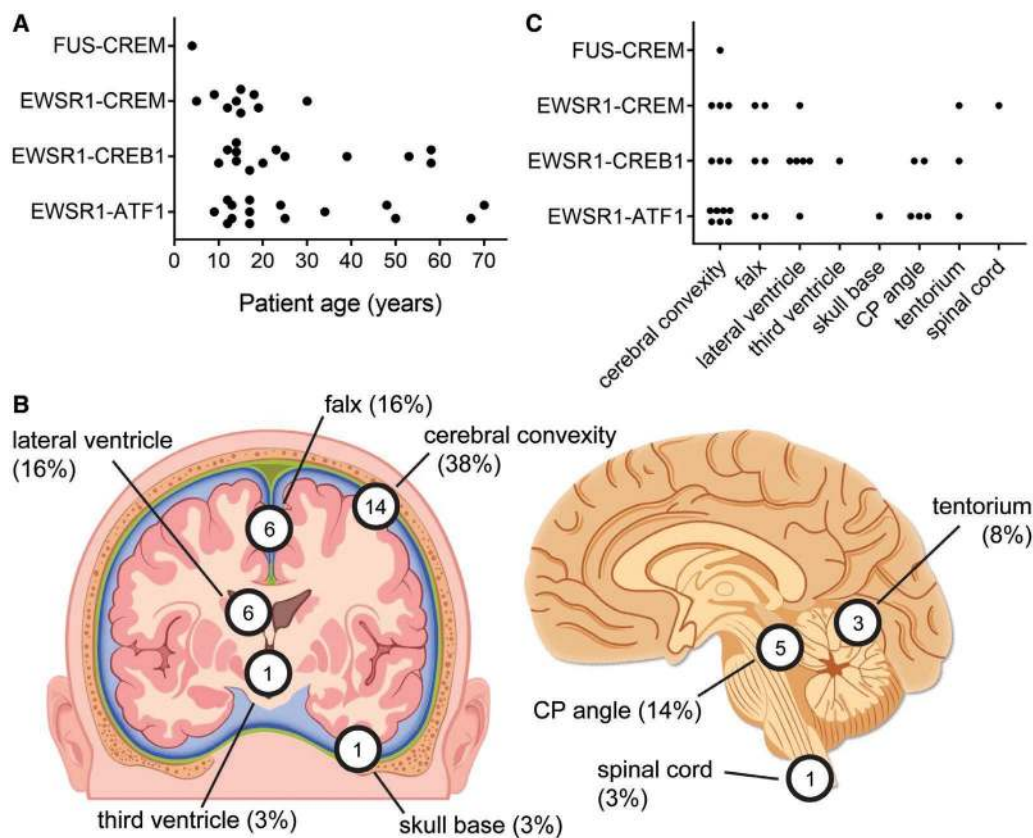 A
FUS-CREM
EWSR1-CREM
EWSR1-CREB1
EWSR1-ATF1
0 10 20 30 40 50 60 70
Patient age (years)
C
FUS-CREM
EWSR1-CREM
EWSR1-CREB1
EWSR1-ATF1
cerebral convexity
falx
lateral ventricle
third ventricle
skull base
CP angle
tentorium
spinal cord
B
falx (16%)
lateral ventricle
(16%)
cerebral convexity
(38%)
14
6
6
1
1
third ventricle (3%)
skull base (3%)
tentorium
(8%)
3
5
CP angle (14%)
spinal cord
(3%)
1